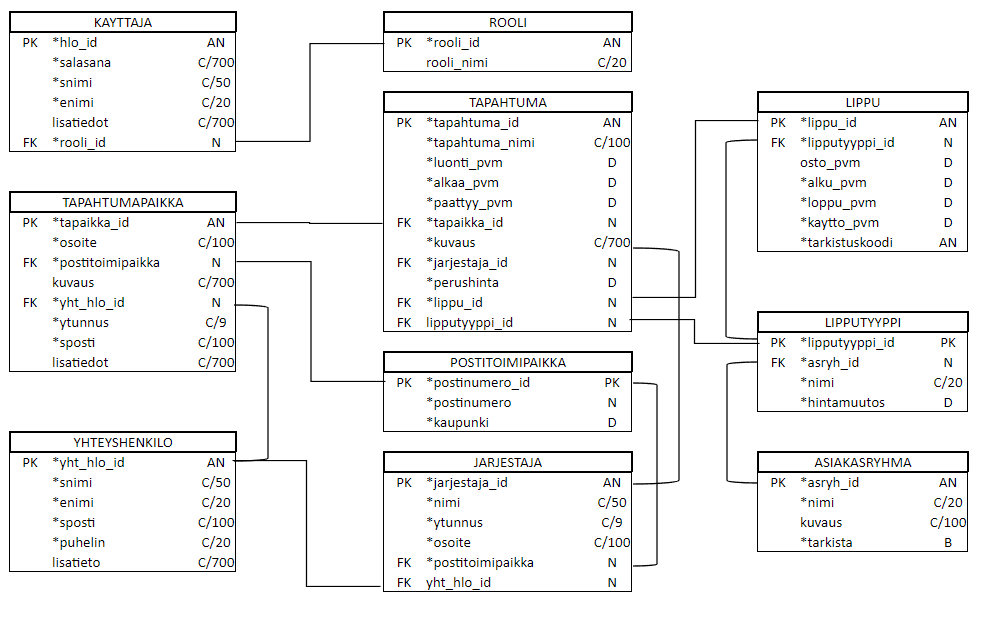 KAYTTAJA
PK *hlo_id AN
*salasana C/700
*snimi C/50
*enimi C/20
lisatiedot C/700
FK *rooli_id N
TAPAHTUMAPAIKKA
PK *tapaikka_id AN
*osoite C/100
FK *postitoimipaikka N
kuvaus C/700
FK *yht_hlo_id N
*ytunnus C/9
*sposti C/100
lisatiedot C/700
YHTEYSHENKILO
PK *yht_hlo_id AN
*snimi C/50
*enimi C/20
*sposti C/100
*puhelin C/20
lisatieto C/700
ROOLI
PK *rooli_id AN
rooli_nimi C/20
TAPAHTUMA
PK *tapahtuma_id AN
*tapahtuma_nimi C/100
*luonti_pvm D
*alkaa_pvm D
*paattyy_pvm D
FK *tapaikka_id N
*kuvaus C/700
FK *jarjestaja_id N
*perushinta D
FK *lippu_id N
FK lipputyyppi_id N
POSTITOIMIPAIKKA
PK *postinumero_id PK
*postinumero N
*kaupunki D
JARJESTAJA
PK *jarjestaja_id AN
*nimi C/50
*ytunnus C/9
*osoite C/100
FK *postitoimipaikka N
FK yht_hlo_id N
LIPPU
PK *lippu_id AN
FK *lipputyyppi_id N
osto_pvm D
*alku_pvm D
*loppu_pvm D
*kaytto_pvm D
*tarkistuskoodi AN
LIPPUTYYPPI
PK *lipputyyppi_id PK
FK *asryh_id N
*nimi C/20
*hintamuutos D
ASIAKASRYHMA
PK *asryh_id AN
*nimi C/20
kuvaus C/100
*tarkista B